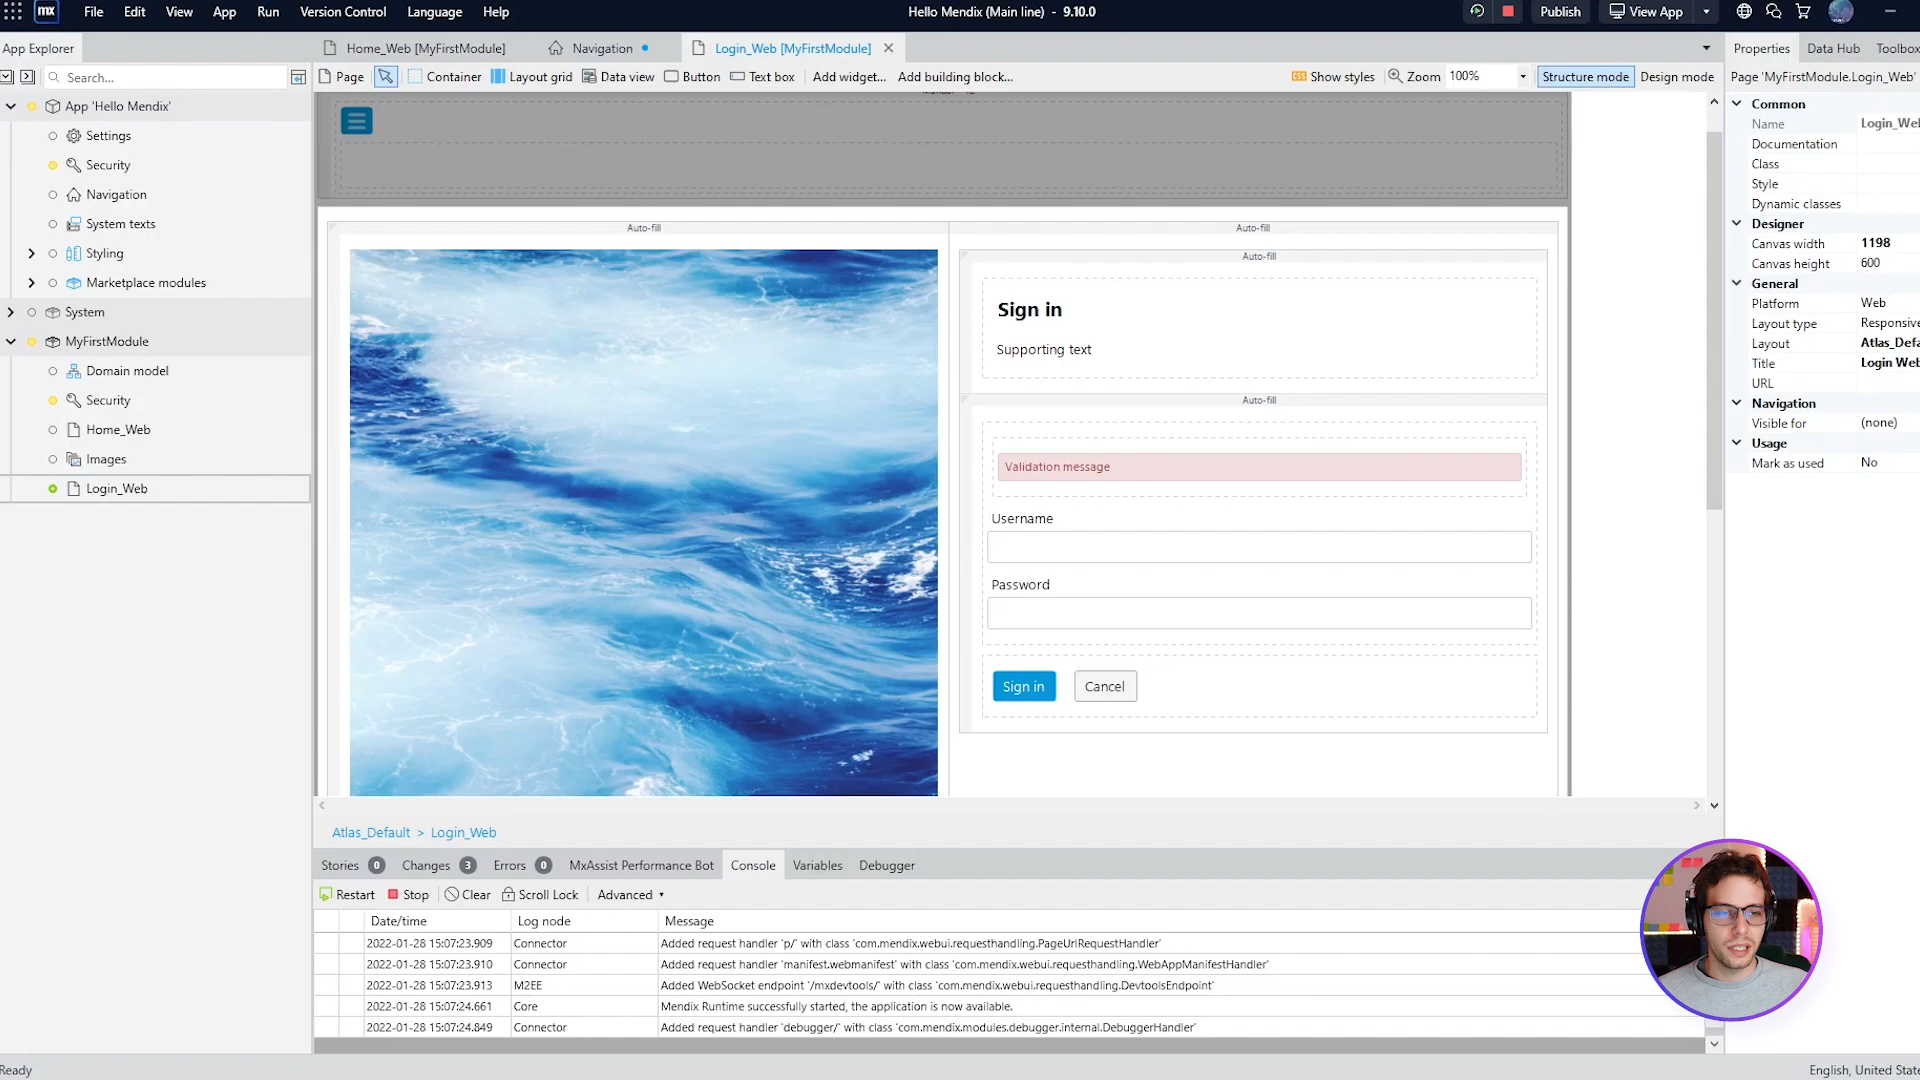 mx File Edit View App Run Version Control Language Help Hello Mendix (Main line) - 9.10.0 Publish View App
App Explorer Home_Web [MyFirstModule] Navigation Login_Web [MyFirstModule] Properties Data Hub Toolbox
Search... Page Container Layout grid Data view Button Text box Add widget... Add building block... Show styles Zoom 100% Structure mode Design mode Page 'MyFirstModule.Login_Web'
App 'Hello Mendix'
Settings
Security
Navigation
System texts
Styling
Marketplace modules
System
MyFirstModule
Domain model
Security
Home_Web
Images
Login_Web
Auto-fill Auto-fill
Auto-fill
Sign in
Supporting text
Auto-fill
Validation message
Username
Password
Sign in Cancel
Common
Name Login_Web
Documentation
Class
Style
Dynamic classes
Designer
Canvas width 1198
Canvas height 600
General
Platform Web
Layout type Responsive
Layout Atlas_Defa
Title Login Web
URL
Navigation
Visible for (none)
Usage
Mark as used No
Atlas_Default > Login_Web
Stories 0 Changes 3 Errors 0 MxAssist Performance Bot Console Variables Debugger
Restart Stop Clear Scroll Lock Advanced
Date/time Log node Message
2022-01-28 15:07:23.909 Connector Added request handler 'p/' with class 'com.mendix.webui.requesthandling.PageUrlRequestHandler'
2022-01-28 15:07:23.910 Connector Added request handler 'manifest.webmanifest' with class 'com.mendix.webui.requesthandling.WebAppManifestHandler'
2022-01-28 15:07:23.913 M2EE Added WebSocket endpoint '/mxdevtools/' with class 'com.mendix.webui.requesthandling.DevtoolsEndpoint'
2022-01-28 15:07:24.661 Core Mendix Runtime successfully started, the application is now available.
2022-01-28 15:07:24.849 Connector Added request handler 'debugger/' with class 'com.mendix.modules.debugger.internal.DebuggerHandler'
Ready English, United State